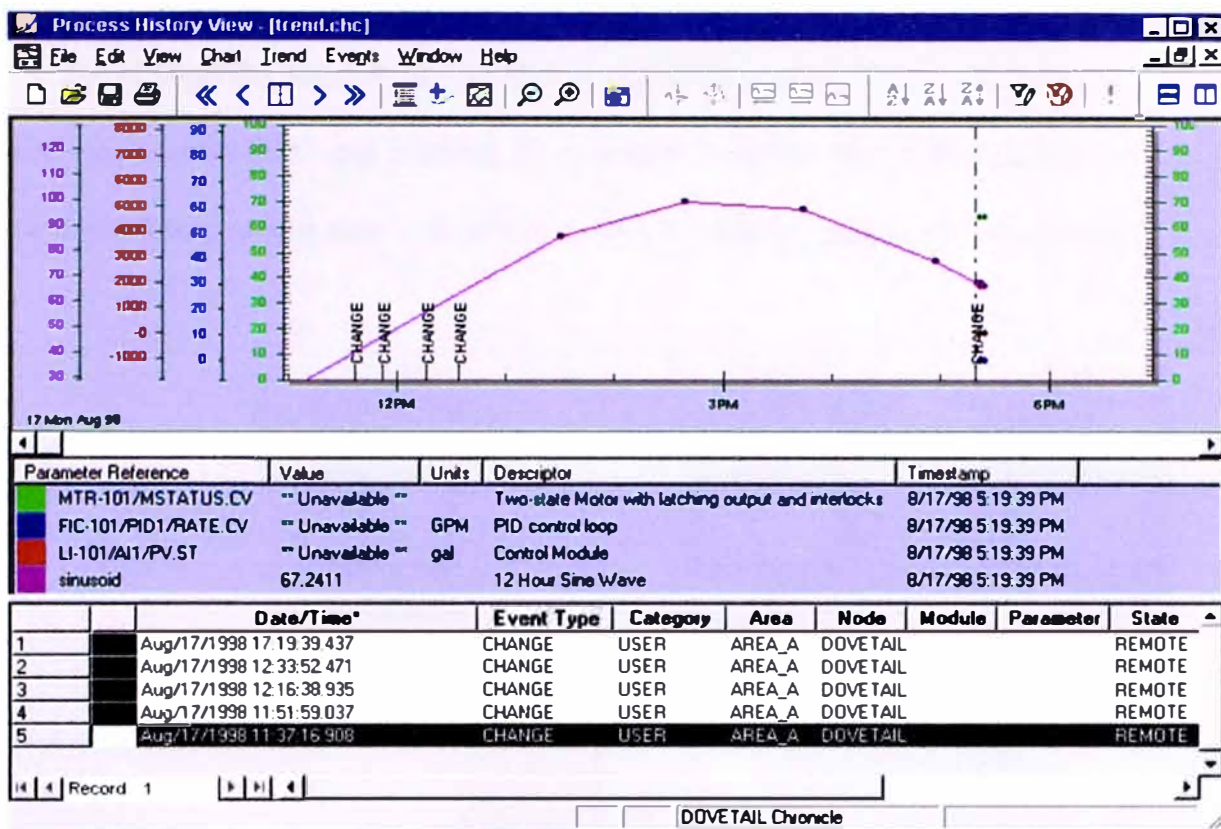 Process History View - [trend.chc]
File Edit View Chart Trend Events Window Help
120 110 100 90 80 70 60 50 40 30
8000 7000 6000 5000 4000 3000 2000 1000 -0 -1000
90 80 70 60 50 40 30 20 10 0
100 90 80 70 60 50 40 30 20 10 0
CHANGE CHANGE CHANGE CHANGE CHANGE
100 90 80 70 60 50 40 30 20 10 0
12PM 3PM 6PM
17 Mon Aug 98
Parameter Reference Value Units Descriptor Timestamp
MTR-101/MSTATUS.CV ** Unavailable ** Two-state Motor with latching output and interlocks 8/17/98 5:19:39 PM
FIC-101/PID1/RATE.CV ** Unavailable ** GPM PID control loop 8/17/98 5:19:39 PM
LI-101/AI1/PV.ST ** Unavailable ** gal Control Module 8/17/98 5:19:39 PM
sinusoid 67.2411 12 Hour Sine Wave 8/17/98 5:19:39 PM
Date/Time* Event Type Category Area Node Module Parameter State
1 Aug/17/1998 17:19:39.437 CHANGE USER AREA_A DOVETAIL REMOTE
2 Aug/17/1998 12:33:52.471 CHANGE USER AREA_A DOVETAIL REMOTE
3 Aug/17/1998 12:16:38.935 CHANGE USER AREA_A DOVETAIL REMOTE
4 Aug/17/1998 11:51:59.037 CHANGE USER AREA_A DOVETAIL REMOTE
5 Aug/17/1998 11:37:16.908 CHANGE USER AREA_A DOVETAIL REMOTE
Record 1
DOVETAIL Chronicle